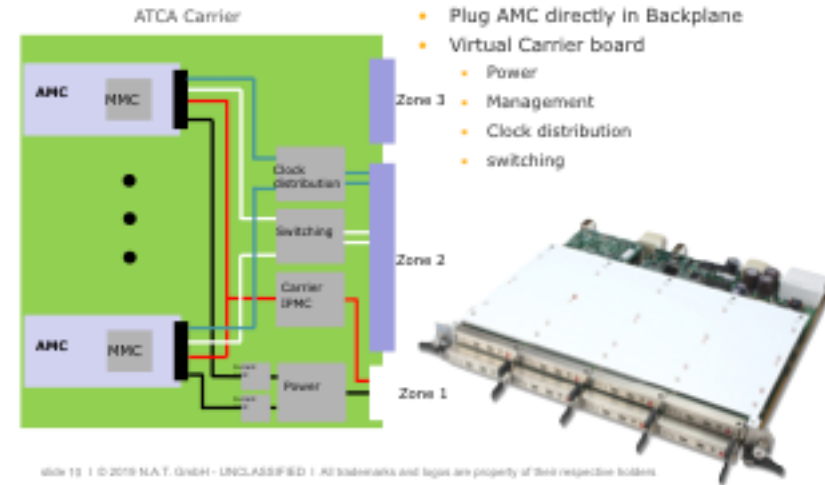 ATCA Carrier
• Plug AMC directly in Backplane
• Virtual Carrier board
• Power
• Management
• Clock distribution
• switching
AMC
MMC
Zone 3
Clock
distribution
Switching
Zone 2
Carrier
IPMC
AMC
MMC
Power
Zone 1
slide 10 | © 2019 N.A.T. GmbH - UNCLASSIFIED | All trademarks and logos are property of their respective holders